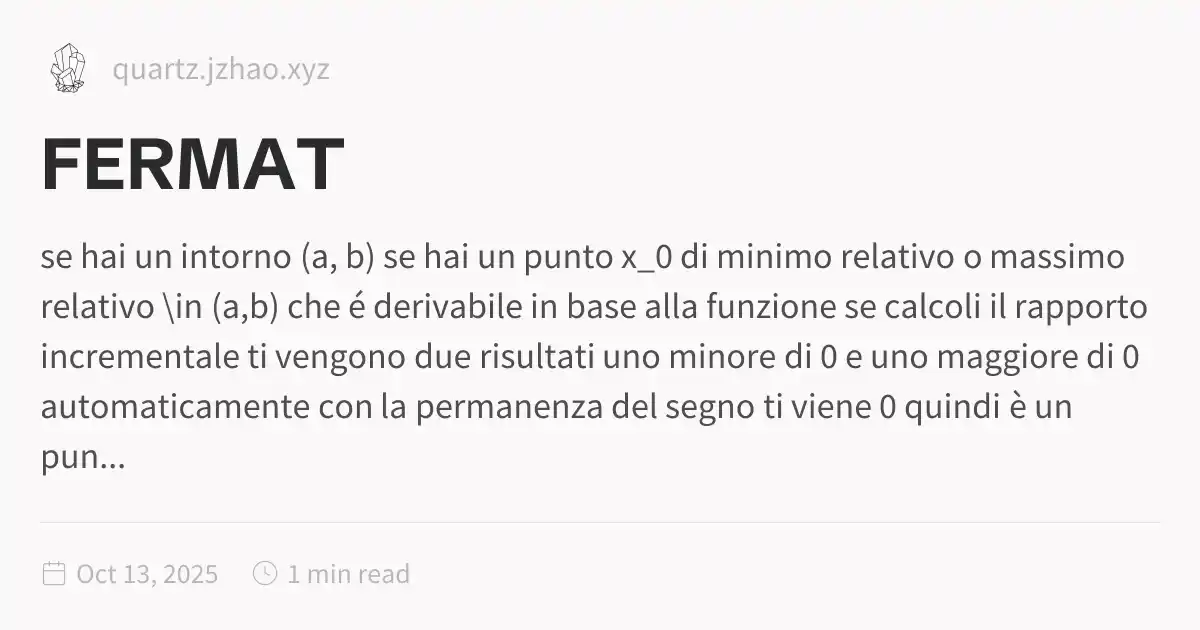 quartz.jzhao.xyz
FERMAT
se hai un intorno (a, b) se hai un punto x_0 di minimo relativo o massimo
relativo \in (a,b) che é derivabile in base alla funzione se calcoli il rapporto
incrementale ti vengono due risultati uno minore di 0 e uno maggiore di 0
automaticamente con la permanenza del segno ti viene 0 quindi è un
pun...
Oct 13, 2025 1 min read